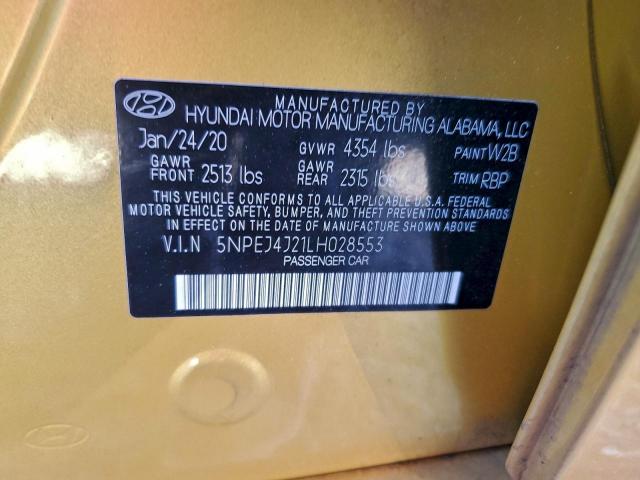 MANUFACTURED BY
HYUNDAI MOTOR MANUFACTURING ALABAMA, LLC
Jan/24/20 GVWR 4354 lbs PAINT W2B
GAWR FRONT 2513 lbs GAWR REAR 2315 lbs TRIM RBP
THIS VEHICLE CONFORMS TO ALL APPLICABLE U.S.A. FEDERAL
MOTOR VEHICLE SAFETY, BUMPER, AND THEFT PREVENTION STANDARDS
IN EFFECT ON THE DATE OF MANUFACTURE SHOWN ABOVE.
V.I.N 5NPEJ4J21LH028553
PASSENGER CAR